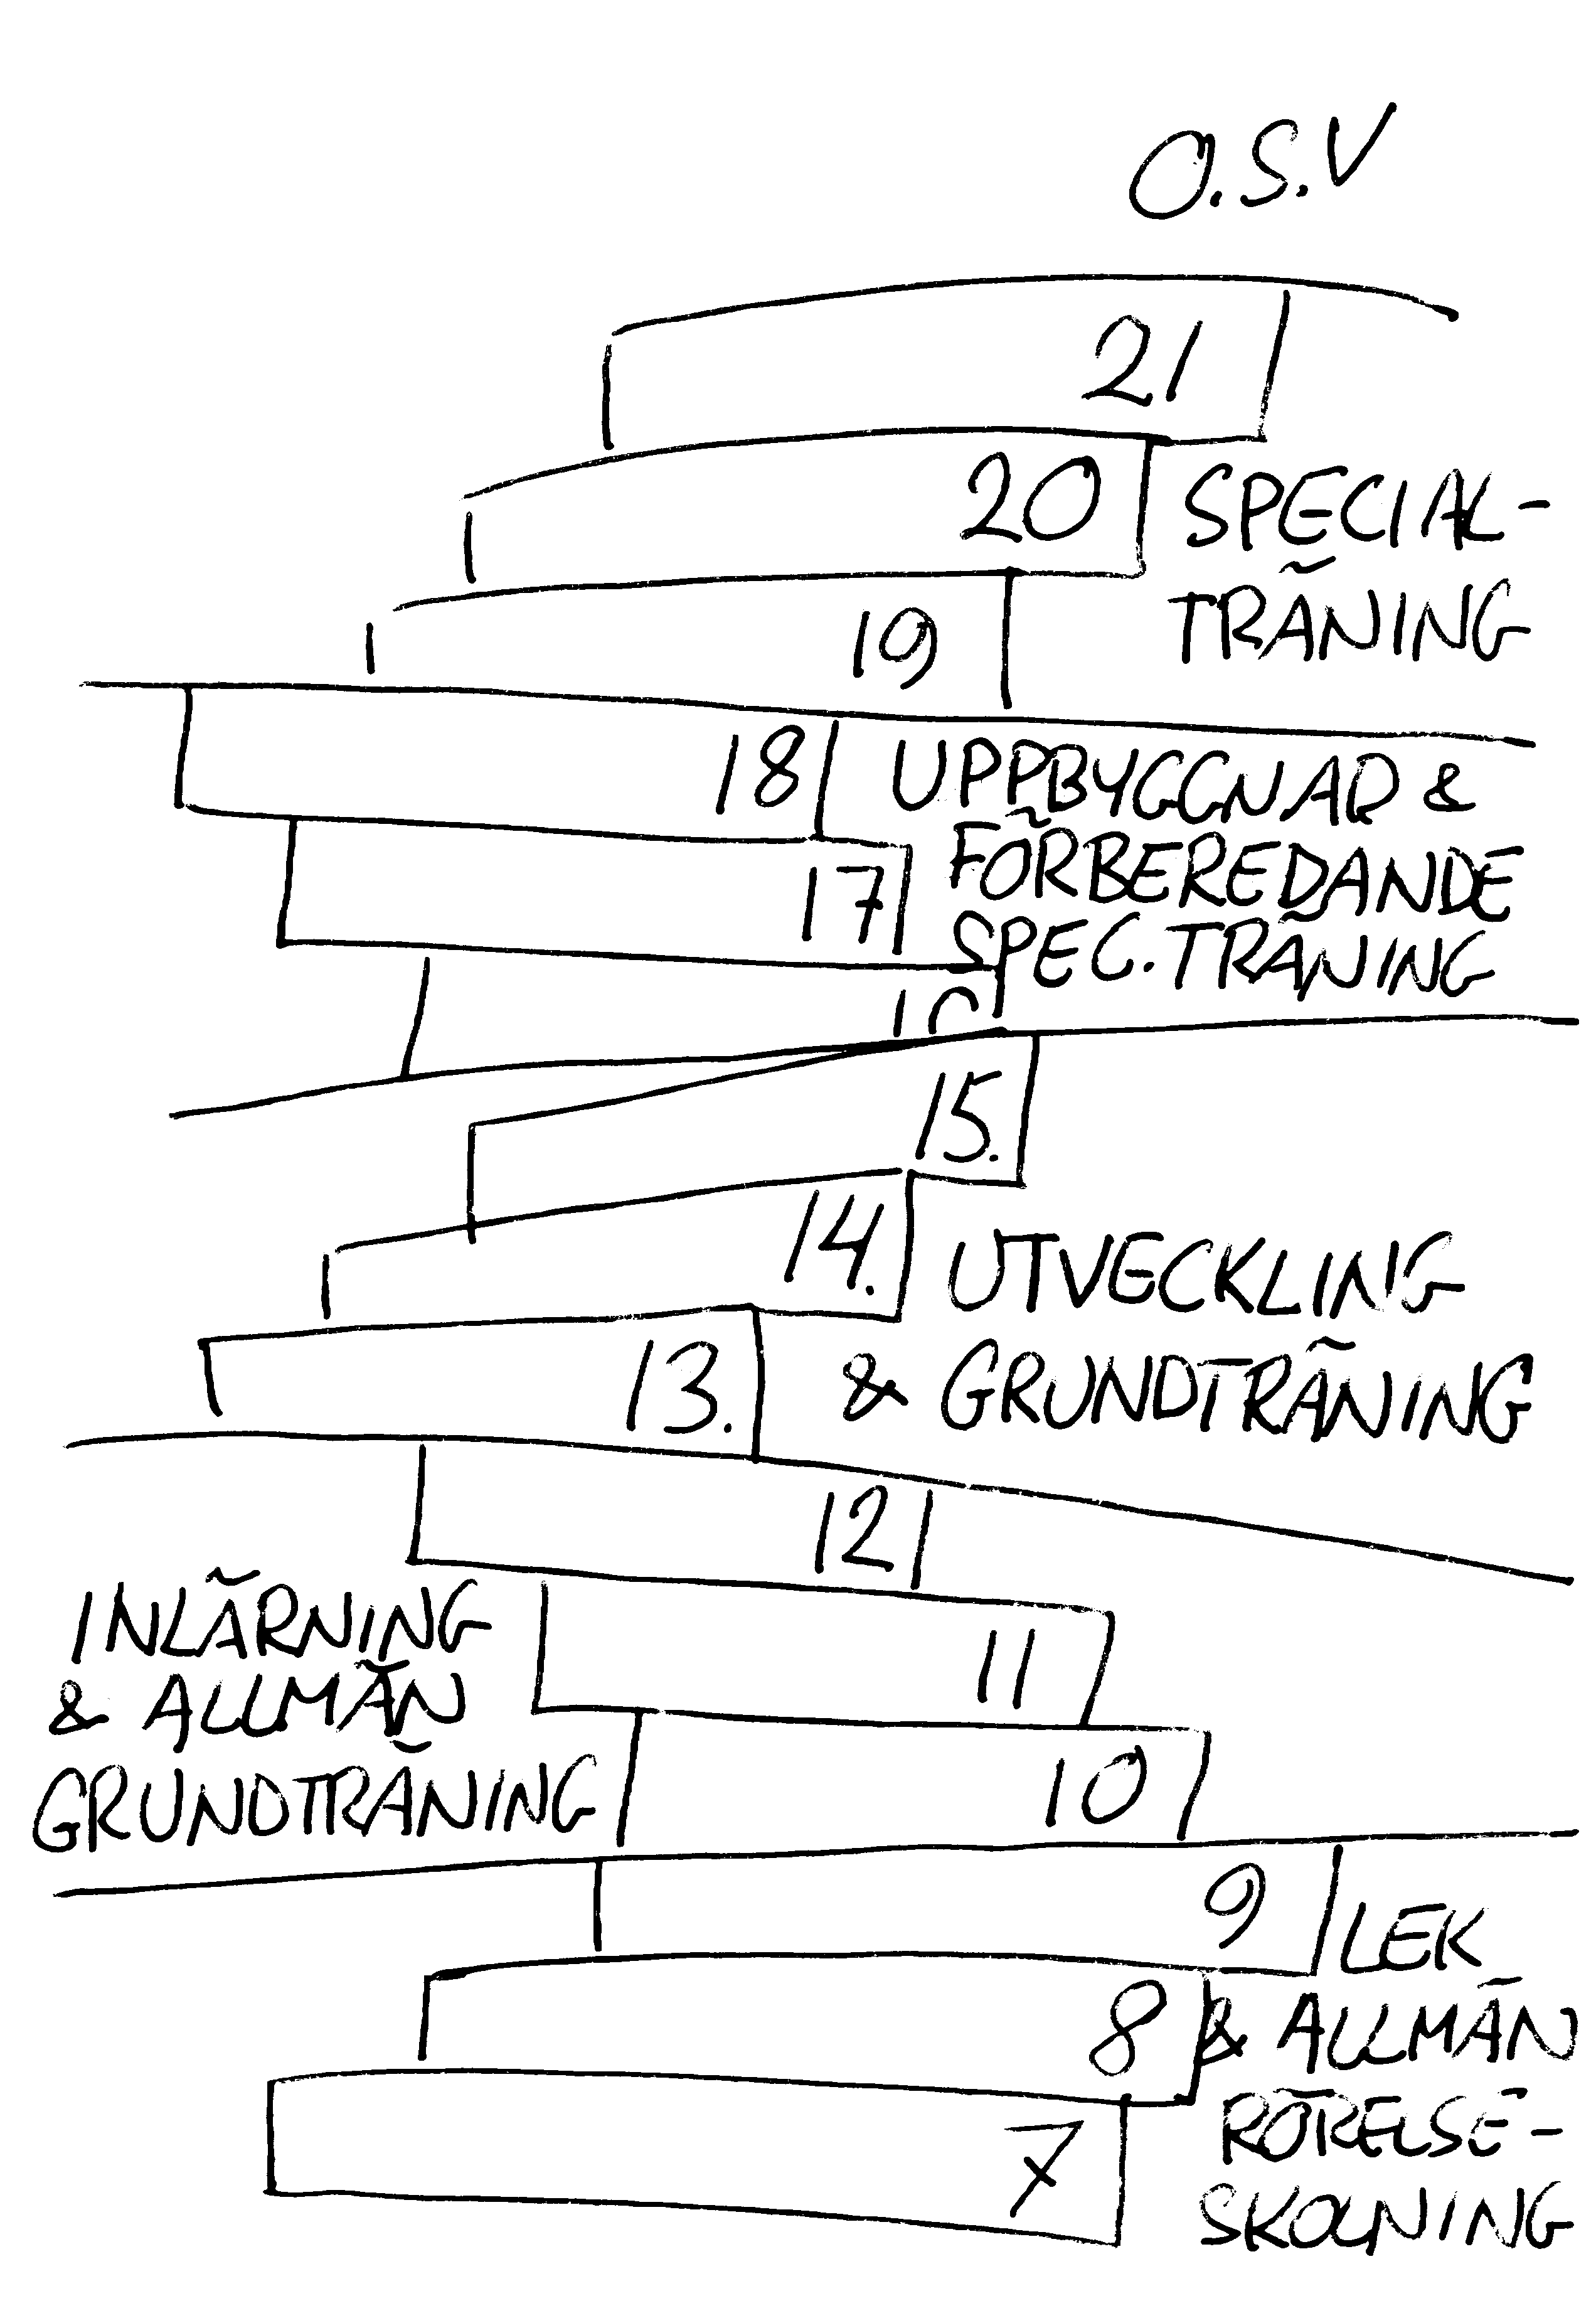 O.S.V
21
20
SPECIAL-
TRÄNING
19
18
UPPBYGGNAD &
FÖRBEREDANDE
17
SPEC. TRÄNING
15.
14.
UTVECKLING
& GRUNDTRÄNING
13.
12
INLÄRNING
& ALLMÄN
GRUNDTRÄNING
11
10
9
LEK
& ALLMÄN
8
RÖRELSE-
SKOLNING
7